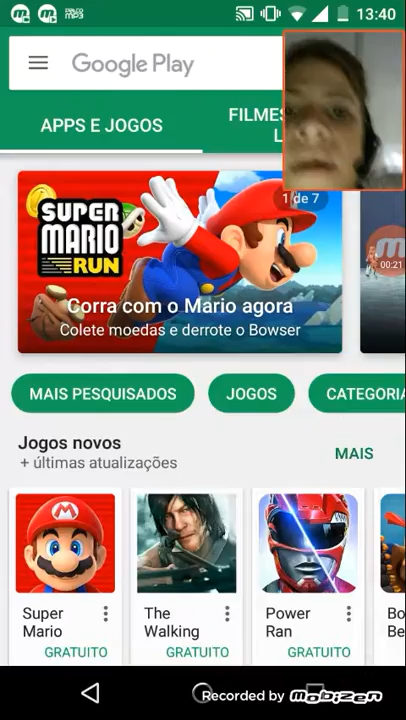 13:40
Google Play
APPS E JOGOS
FILMES
L
1 de 7
SUPER
MARIO
RUN
00:21
Corra com o Mario agora
Colete moedas e derrote o Bowser
MAIS PESQUISADOS
JOGOS
CATEGORIA
Jogos novos
+ últimas atualizações
MAIS
Super
Mario
GRATUITO
The
Walking
GRATUITO
Power
Ran
GRATUITO
Bo
Be
Recorded by Mobizen